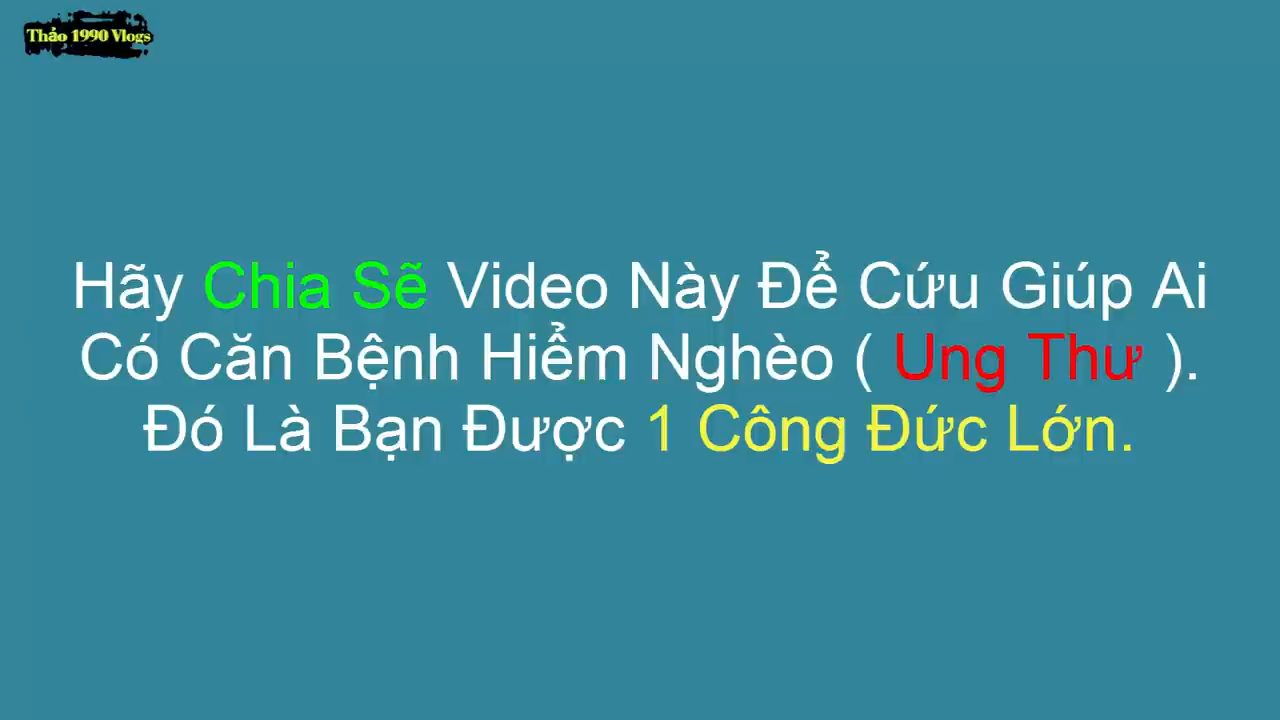 Thảo 1990 Vlogs
Hãy Chia Sẽ Video Này Để Cứu Giúp Ai
Có Căn Bệnh Hiểm Nghèo ( Ung Thư ).
Đó Là Bạn Được 1 Công Đức Lớn.